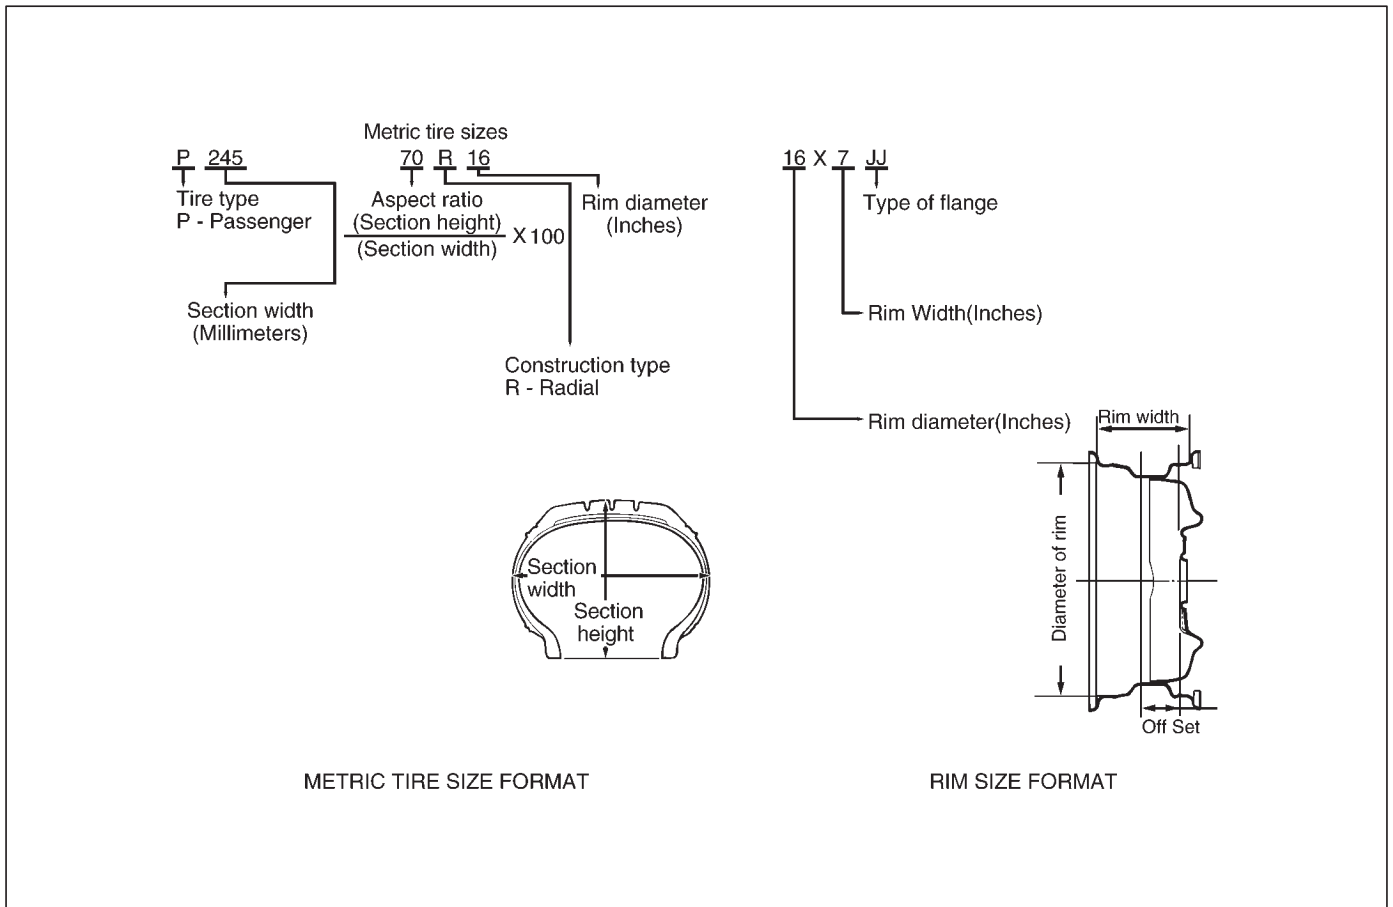 Metric tire sizes
P 245 70 R 16
Tire type
P - Passenger
Aspect ratio
(Section height)
(Section width)
X 100
Rim diameter
(Inches)
Section width
(Millimeters)
Construction type
R - Radial
16 X 7 JJ
Type of flange
Rim Width(Inches)
Rim diameter(Inches)
Section
width
Section
height
Rim width
Diameter of rim
Off Set
METRIC TIRE SIZE FORMAT
RIM SIZE FORMAT